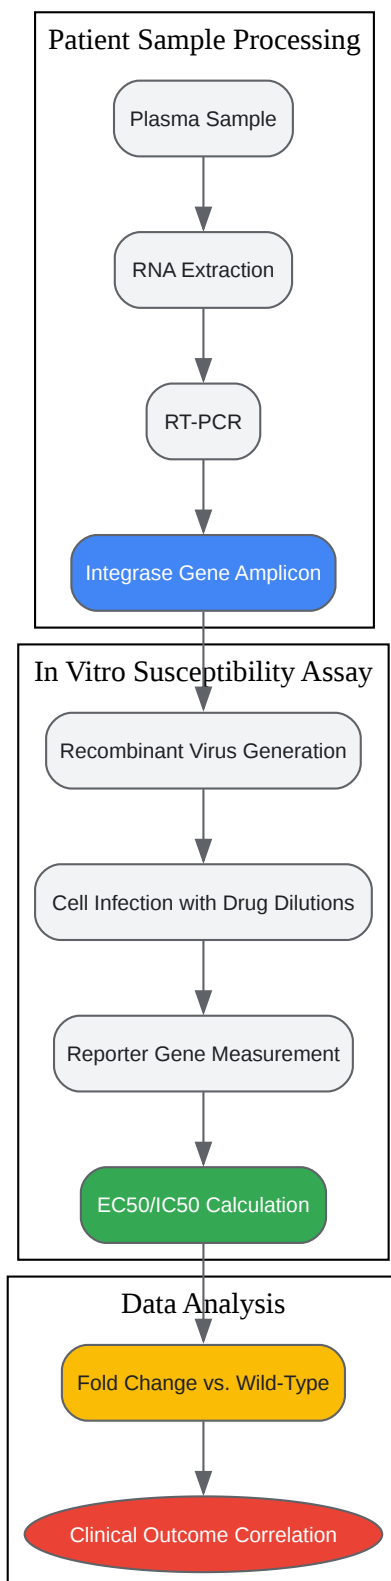 Patient Sample Processing
Plasma Sample
RNA Extraction
RT-PCR
Integrase Gene Amplicon
In Vitro Susceptibility Assay
Recombinant Virus Generation
Cell Infection with Drug Dilutions
Reporter Gene Measurement
EC50/IC50 Calculation
Data Analysis
Fold Change vs. Wild-Type
Clinical Outcome Correlation